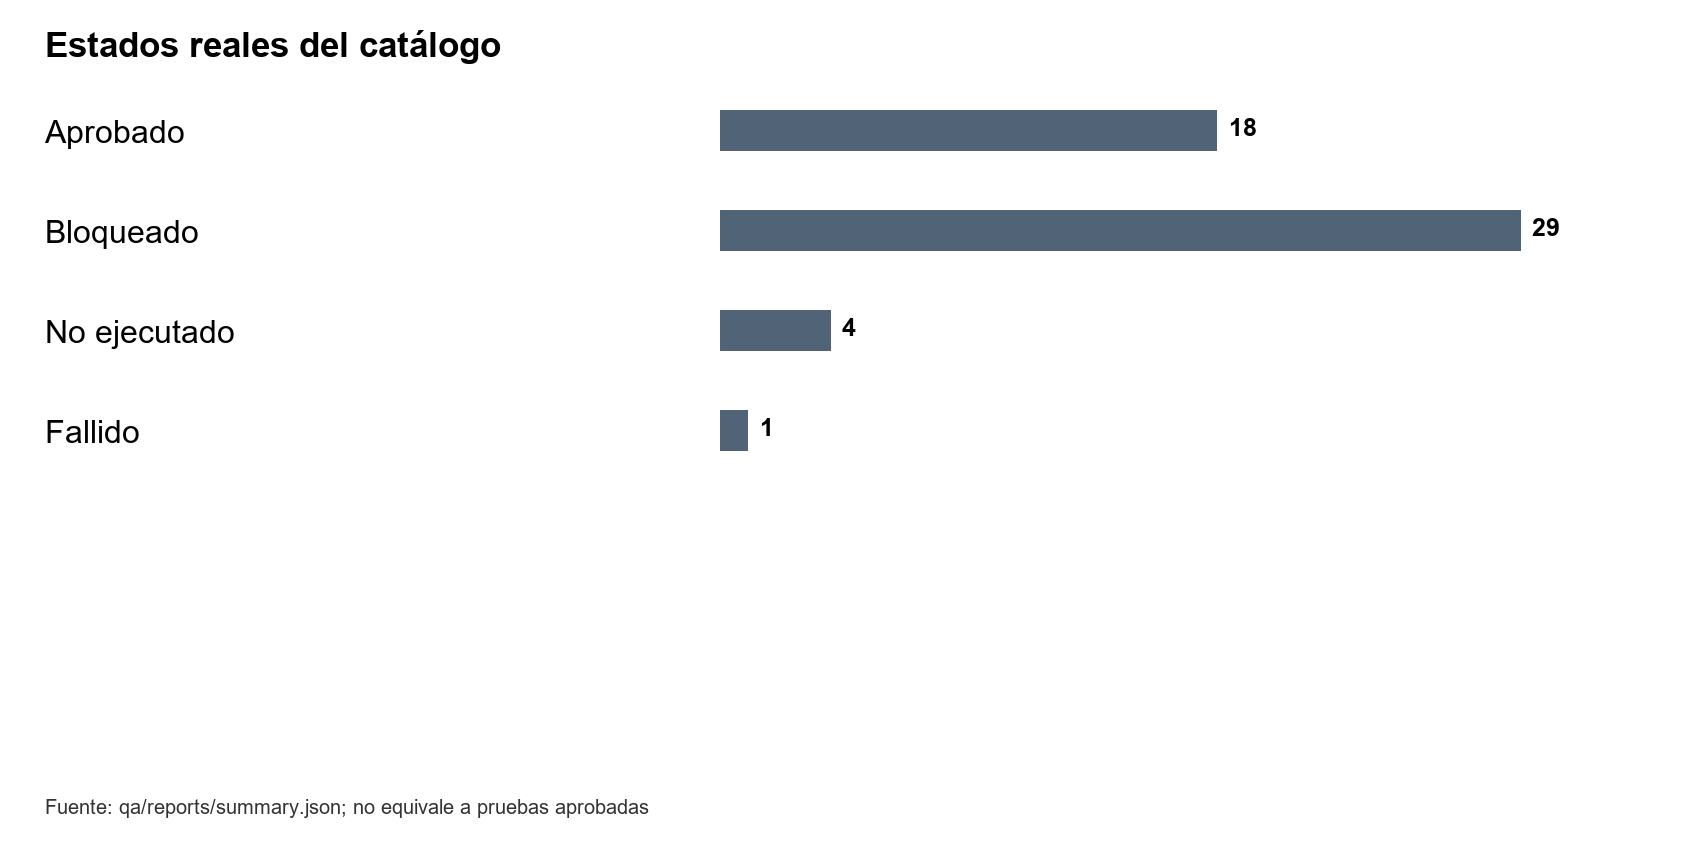 Estados reales del catálogo
Aprobado 18
Bloqueado 29
No ejecutado 4
Fallido 1
Fuente: qa/reports/summary.json; no equivale a pruebas aprobadas